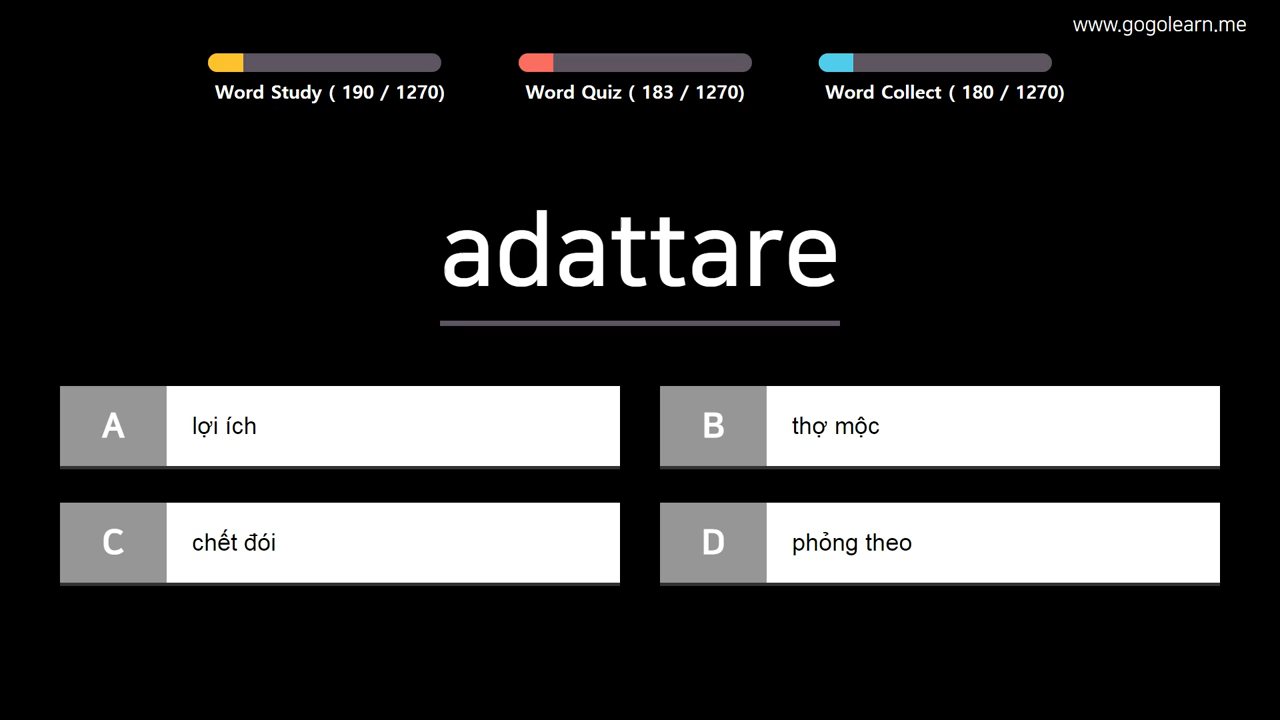 www.gogolearn.me
Word Study ( 190 / 1270)
Word Quiz ( 183 / 1270)
Word Collect ( 180 / 1270)
adattare
A
lợi ích
B
thợ mộc
C
chết đói
D
phỏng theo